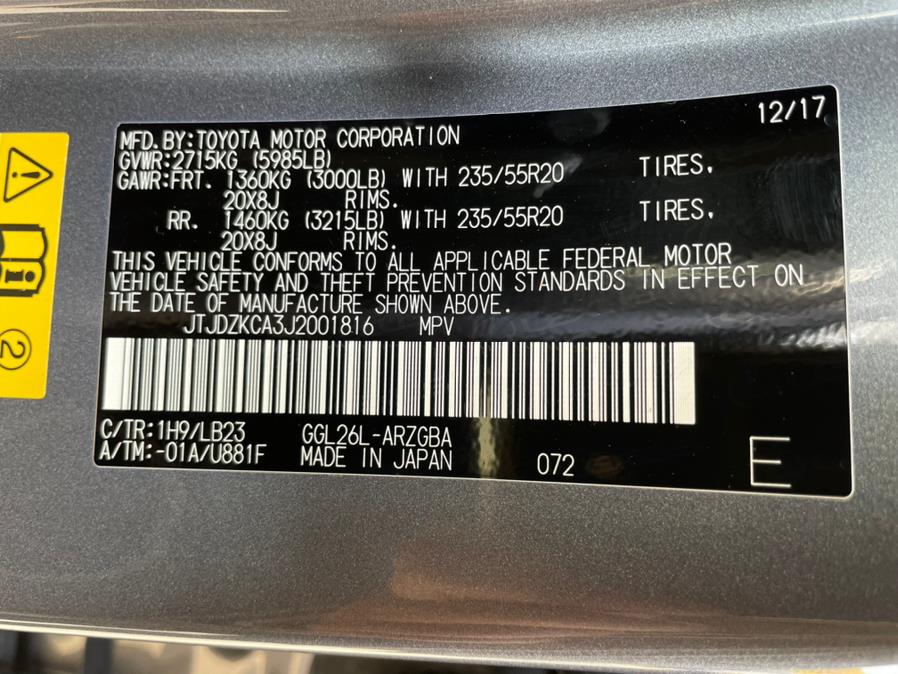 12/17
MFD.BY:TOYOTA MOTOR CORPORATION
GVWR:2715KG (5985LB)
GAWR:FRT. 1360KG (3000LB) WITH 235/55R20 TIRES,
20X8J RIMS.
RR. 1460KG (3215LB) WITH 235/55R20 TIRES,
20X8J RIMS.
THIS VEHICLE CONFORMS TO ALL APPLICABLE FEDERAL MOTOR
VEHICLE SAFETY AND THEFT PREVENTION STANDARDS IN EFFECT ON
THE DATE OF MANUFACTURE SHOWN ABOVE.
JTJDZKCA3J2001816 MPV
C/TR:1H9/LB23 GGL26L-ARZGBA
A/TM:-01A/U881F MADE IN JAPAN 072 E
2